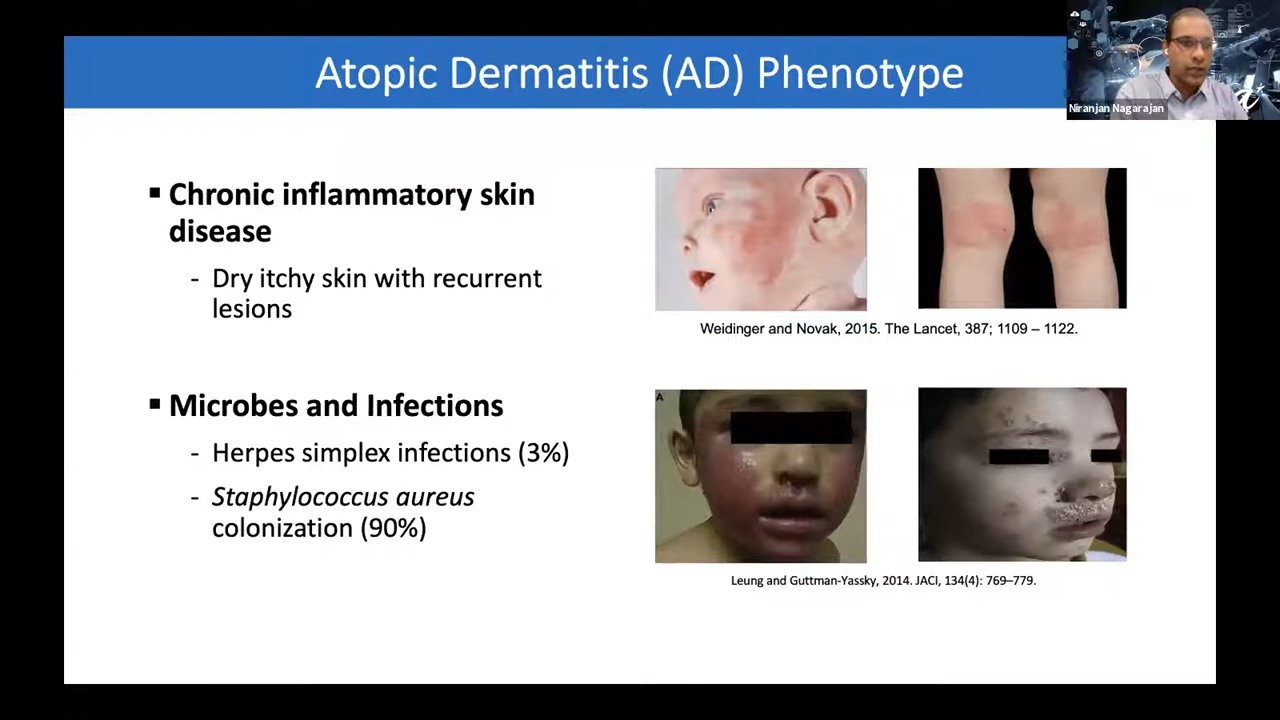 Atopic Dermatitis (AD) Phenotype
Niranjan Nagarajan
▪ Chronic inflammatory skin
disease
- Dry itchy skin with recurrent
lesions
Weidinger and Novak, 2015. The Lancet, 387; 1109 – 1122.
▪ Microbes and Infections
- Herpes simplex infections (3%)
- Staphylococcus aureus
colonization (90%)
A
Leung and Guttman-Yassky, 2014. JACI, 134(4): 769–779.